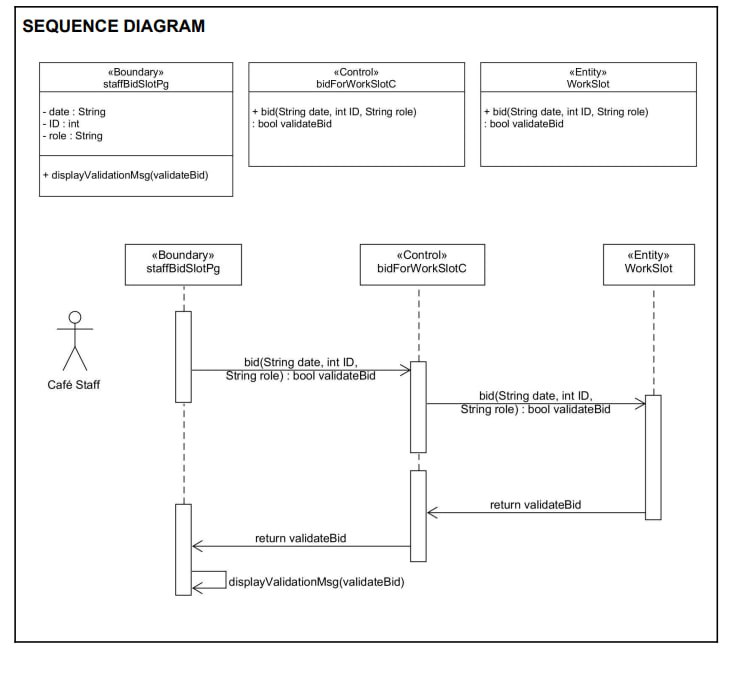 SEQUENCE DIAGRAM
«Boundary»
staffBidSlotPg
- date : String
- ID : int
- role : String
+ displayValidationMsg(validateBid)
«Control»
bidForWorkSlotC
+ bid(String date, int ID, String role)
: bool validateBid
«Entity»
WorkSlot
+ bid(String date, int ID, String role)
: bool validateBid
«Boundary»
staffBidSlotPg
«Control»
bidForWorkSlotC
«Entity»
WorkSlot
Café Staff
bid(String date, int ID,
String role) : bool validateBid
bid(String date, int ID,
String role) : bool validateBid
return validateBid
return validateBid
displayValidationMsg(validateBid)